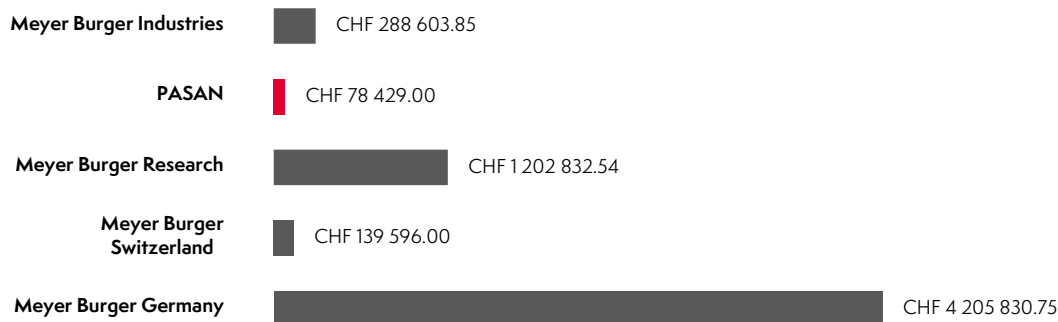 Meyer Burger Industries CHF 288 603.85
PASAN CHF 78 429.00
Meyer Burger Research CHF 1 202 832.54
Meyer Burger
Switzerland CHF 139 596.00
Meyer Burger Germany CHF 4 205 830.75